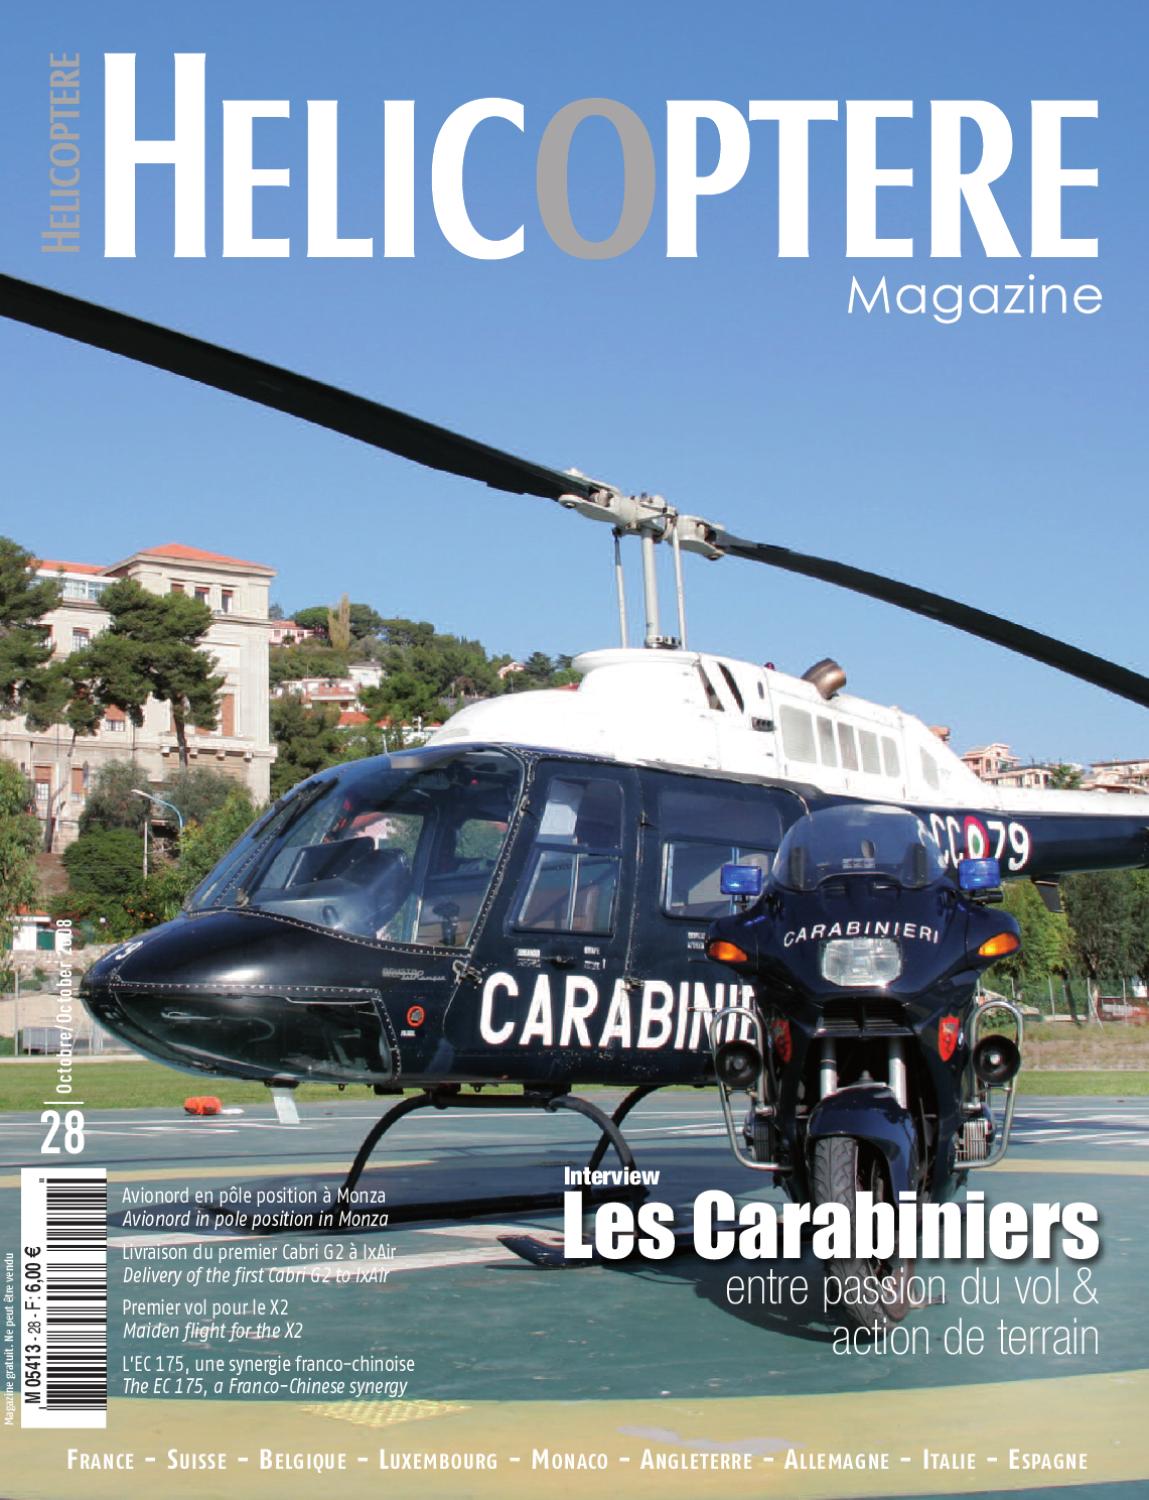 HELICOPTERE
HELICOPTERE
Magazine
CC 79
CARABINIERI
CARABINIE
28 | Octobre/October 2008
Interview
Les Carabiniers
entre passion du vol &
action de terrain
Avionord en pôle position à Monza
Avionord in pole position in Monza
Livraison du premier Cabri G2 à IxAir
Delivery of the first Cabri G2 to IxAir
Premier vol pour le X2
Maiden flight for the X2
L'EC 175, une synergie franco-chinoise
The EC 175, a Franco-Chinese synergy
Magazine gratuit. Ne peut être vendu
M 05413 - 28 - F: 6,00 €
FRANCE - SUISSE - BELGIQUE - LUXEMBOURG - MONACO - ANGLETERRE - ALLEMAGNE - ITALIE - ESPAGNE